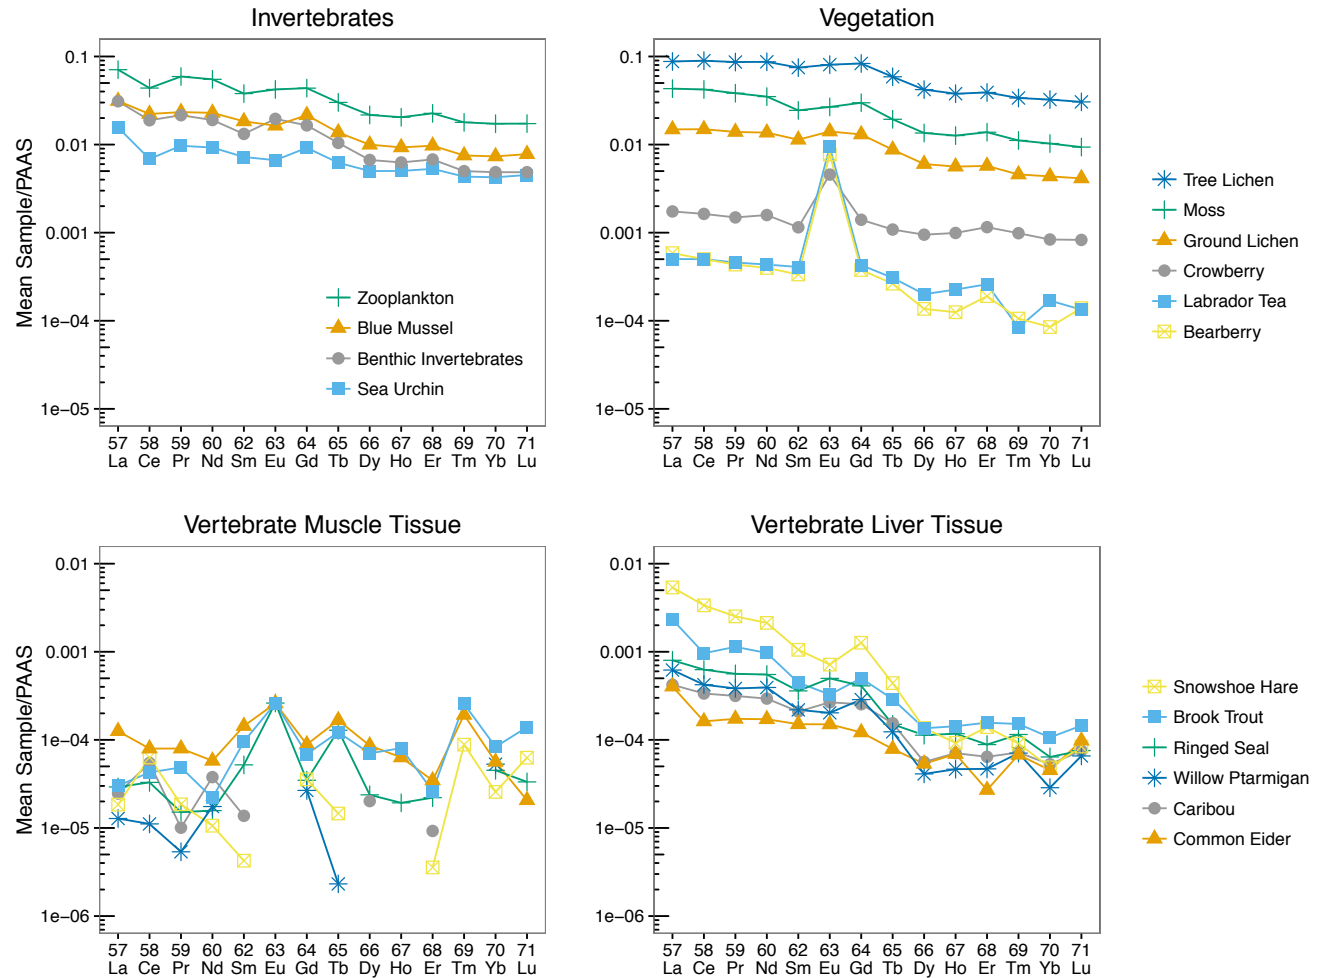 Invertebrates
Mean Sample/PAAS
0.1
0.01
0.001
1e−04
1e−05
Zooplankton
Blue Mussel
Benthic Invertebrates
Sea Urchin
57 58 59 60 62 63 64 65 66 67 68 69 70 71
La Ce Pr Nd Sm Eu Gd Tb Dy Ho Er Tm Yb Lu
Vegetation
0.1
0.01
0.001
1e−04
1e−05
57 58 59 60 62 63 64 65 66 67 68 69 70 71
La Ce Pr Nd Sm Eu Gd Tb Dy Ho Er Tm Yb Lu
Tree Lichen
Moss
Ground Lichen
Crowberry
Labrador Tea
Bearberry
Vertebrate Muscle Tissue
Mean Sample/PAAS
0.01
0.001
1e−04
1e−05
1e−06
57 58 59 60 62 63 64 65 66 67 68 69 70 71
La Ce Pr Nd Sm Eu Gd Tb Dy Ho Er Tm Yb Lu
Vertebrate Liver Tissue
0.01
0.001
1e−04
1e−05
1e−06
57 58 59 60 62 63 64 65 66 67 68 69 70 71
La Ce Pr Nd Sm Eu Gd Tb Dy Ho Er Tm Yb Lu
Snowshoe Hare
Brook Trout
Ringed Seal
Willow Ptarmigan
Caribou
Common Eider